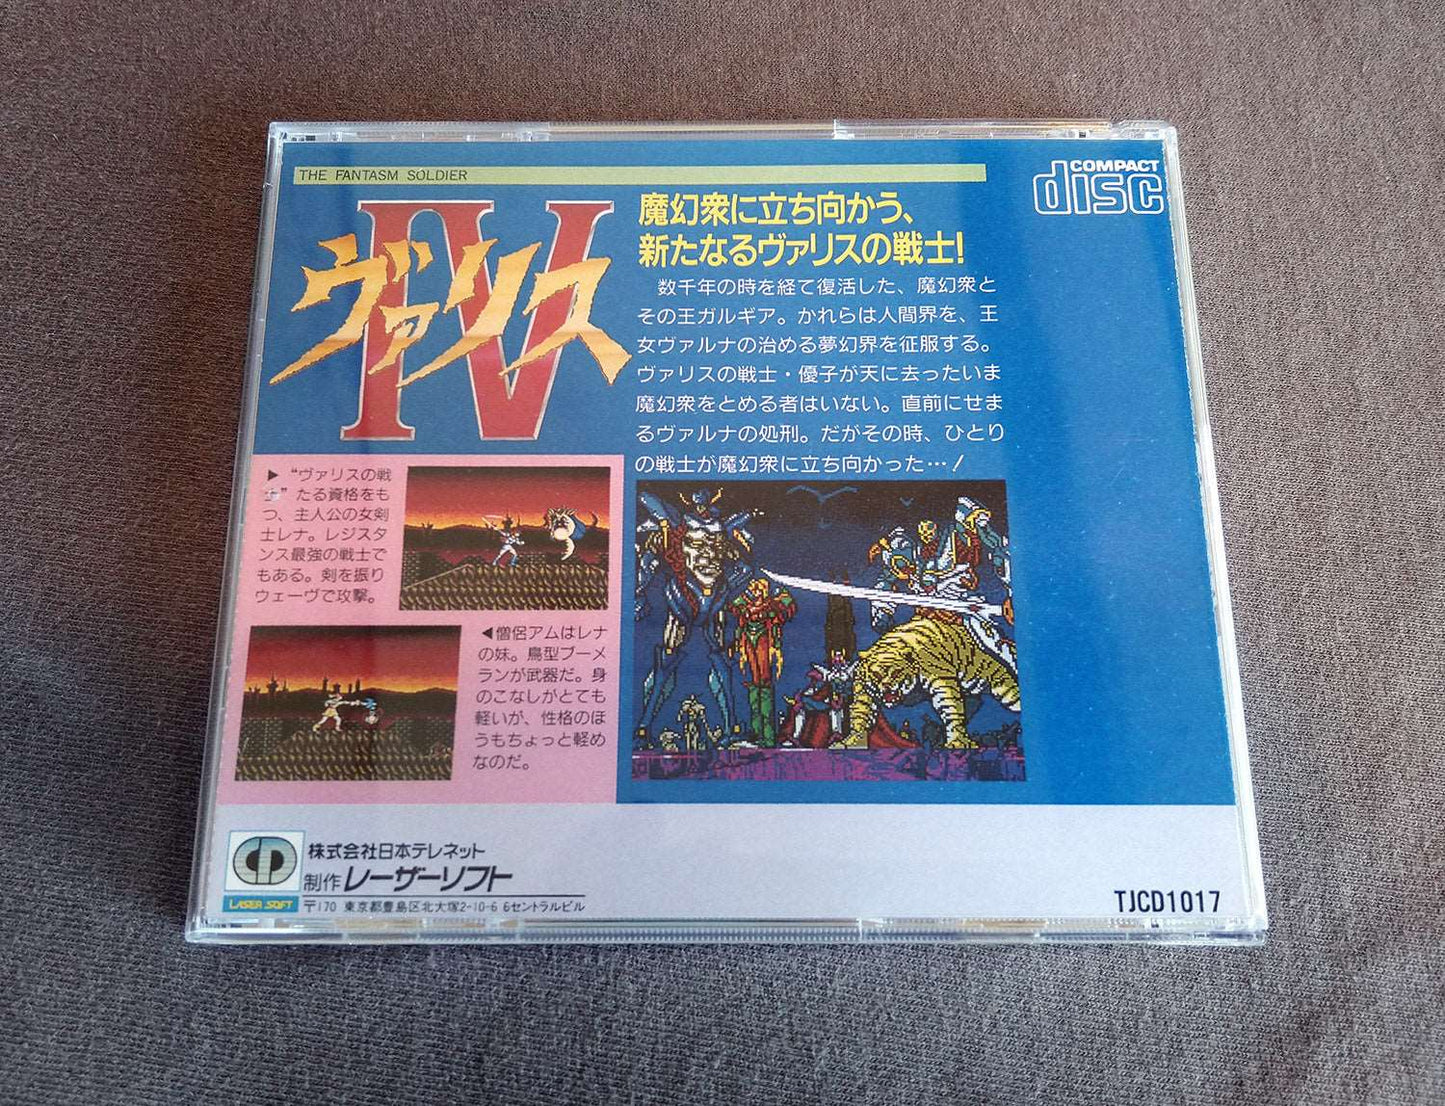 THE FANTASM SOLDIER
COMPACT
disc
ヴァリス
IV
魔幻衆に立ち向かう、
新たなるヴァリスの戦士!
数千年の時を経て復活した、魔幻衆と
その王ガルギア。かれらは人間界を、王
女ヴァルナの治める夢幻界を征服する。
ヴァリスの戦士・優子が天に去ったいま
魔幻衆をとめる者はいない。直前にせま
るヴァルナの処刑。だがその時、ひとり
の戦士が魔幻衆に立ち向かった…!
▶“ヴァリスの戦
士”たる資格をも
つ、主人公の女剣
士レナ。レジスタ
ンス最強の戦士で
もある。剣を振り
ウェーヴで攻撃。
◀僧侶アムはレナ
の妹。鳥型ブーメ
ランが武器だ。身
のこなしがとても
軽いが、性格のほ
うもちょっと軽め
なのだ。
LASER SOFT
株式会社日本テレネット
制作 レーザーソフト
〒170 東京都豊島区北大塚2-10-6 6セントラルビル
TJCD1017